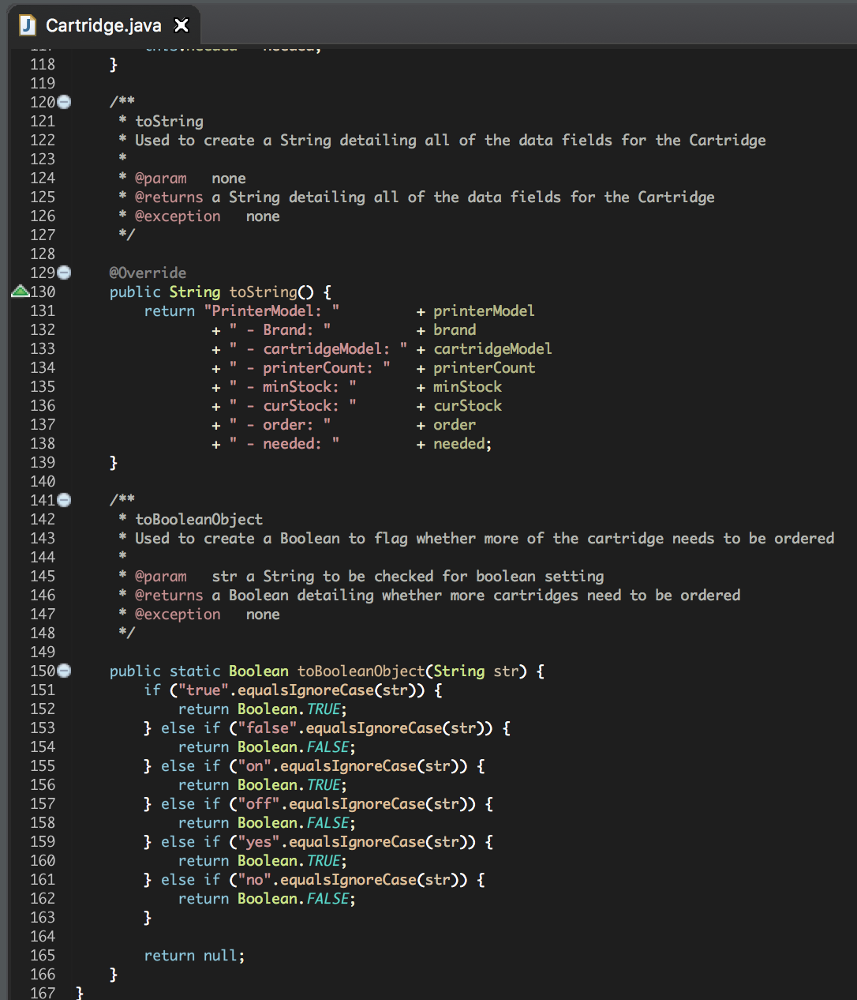 Cartridge.java
117 this.needed = needed;
118 }
119
120 /**
121 * toString
122 * Used to create a String detailing all of the data fields for the Cartridge
123 *
124 * @param none
125 * @returns a String detailing all of the data fields for the Cartridge
126 * @exception none
127 */
128
129 @Override
130 public String toString() {
131 return "PrinterModel: " + printerModel
132 + " - Brand: " + brand
133 + " - cartridgeModel: " + cartridgeModel
134 + " - printerCount: " + printerCount
135 + " - minStock: " + minStock
136 + " - curStock: " + curStock
137 + " - order: " + order
138 + " - needed: " + needed;
139 }
140
141 /**
142 * toBooleanObject
143 * Used to create a Boolean to flag whether more of the cartridge needs to be ordered
144 *
145 * @param str a String to be checked for boolean setting
146 * @returns a Boolean detailing whether more cartridges need to be ordered
147 * @exception none
148 */
149
150 public static Boolean toBooleanObject(String str) {
151 if ("true".equalsIgnoreCase(str)) {
152 return Boolean.TRUE;
153 } else if ("false".equalsIgnoreCase(str)) {
154 return Boolean.FALSE;
155 } else if ("on".equalsIgnoreCase(str)) {
156 return Boolean.TRUE;
157 } else if ("off".equalsIgnoreCase(str)) {
158 return Boolean.FALSE;
159 } else if ("yes".equalsIgnoreCase(str)) {
160 return Boolean.TRUE;
161 } else if ("no".equalsIgnoreCase(str)) {
162 return Boolean.FALSE;
163 }
164
165 return null;
166 }
167 }